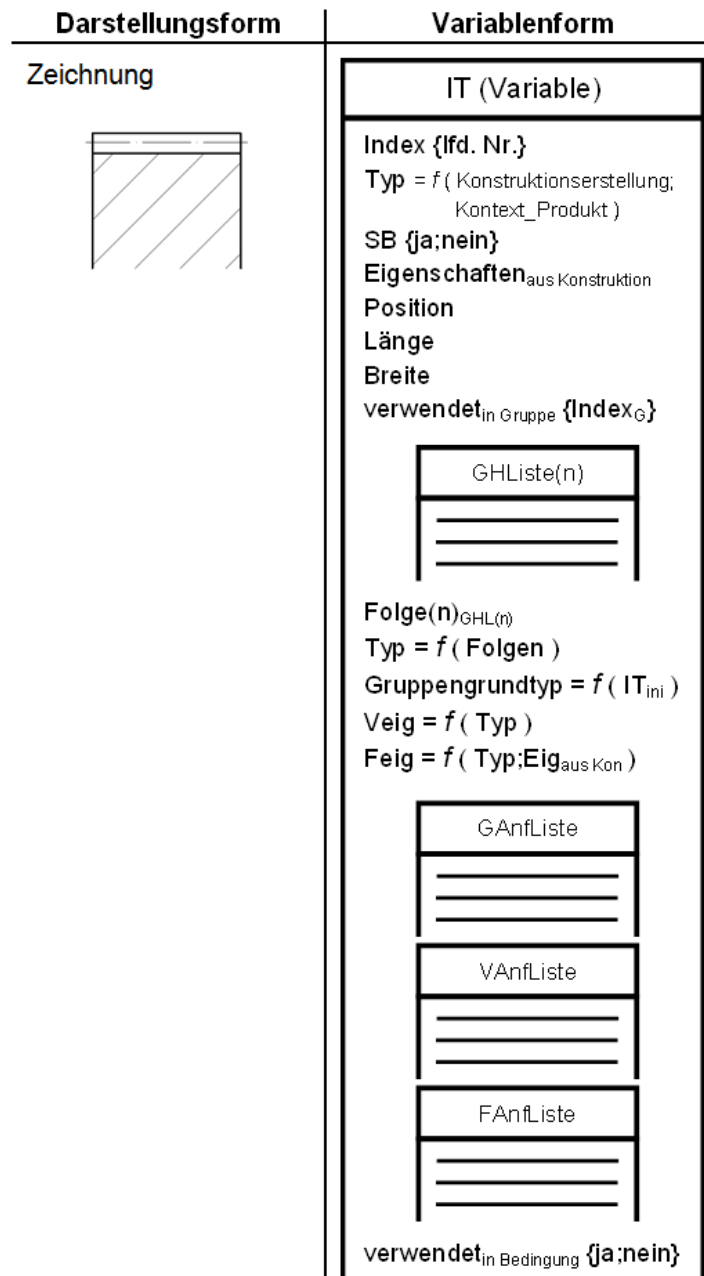 Darstellungsform Variablenform
Zeichnung
IT (Variable)
Index {lfd. Nr.}
Typ = f ( Konstruktionserstellung;
Kontext_Produkt )
SB {ja;nein}
Eigenschaften aus Konstruktion
Position
Länge
Breite
verwendet in Gruppe {Index G}
GHListe(n)
Folge(n) GHL(n)
Typ = f ( Folgen )
Gruppengrundtyp = f ( IT ini )
Veig = f ( Typ )
Feig = f ( Typ;Eig aus Kon )
GAnfListe
VAnfListe
FAnfListe
verwendet in Bedingung {ja;nein}